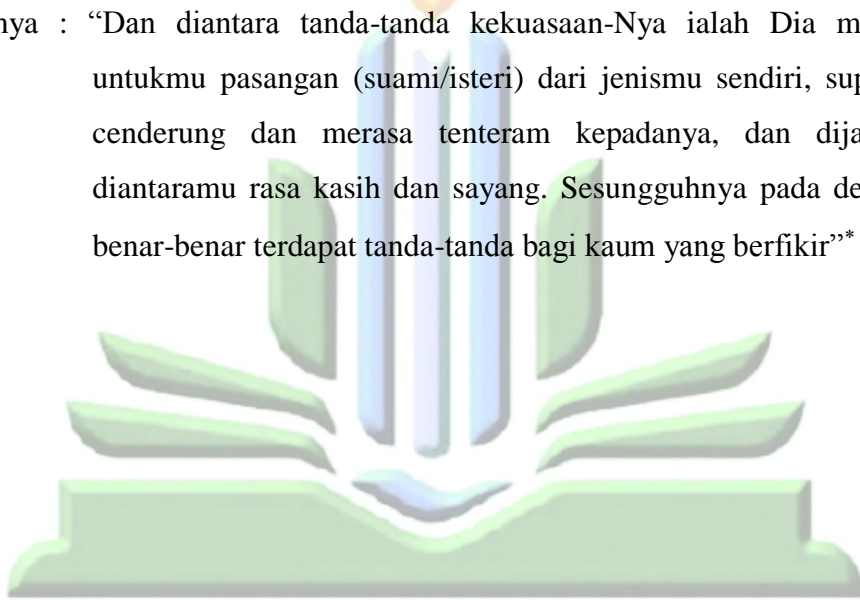 nya : “Dan diantara tanda-tanda kekuasaan-Nya ialah Dia m
untukmu pasangan (suami/isteri) dari jenismu sendiri, sup
cenderung dan merasa tenteram kepadanya, dan dija
diantaramu rasa kasih dan sayang. Sesungguhnya pada de
benar-benar terdapat tanda-tanda bagi kaum yang berfikir”*